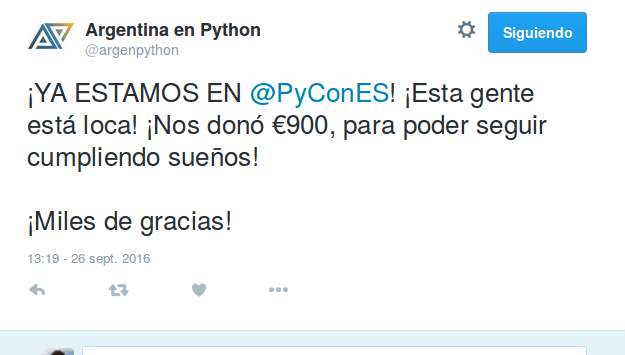 Argentina en Python
@argenpython
Siguiendo
¡YA ESTAMOS EN @PyConES! ¡Esta gente
está loca! ¡Nos donó €900, para poder seguir
cumpliendo sueños!
¡Miles de gracias!
13:19 - 26 sept. 2016